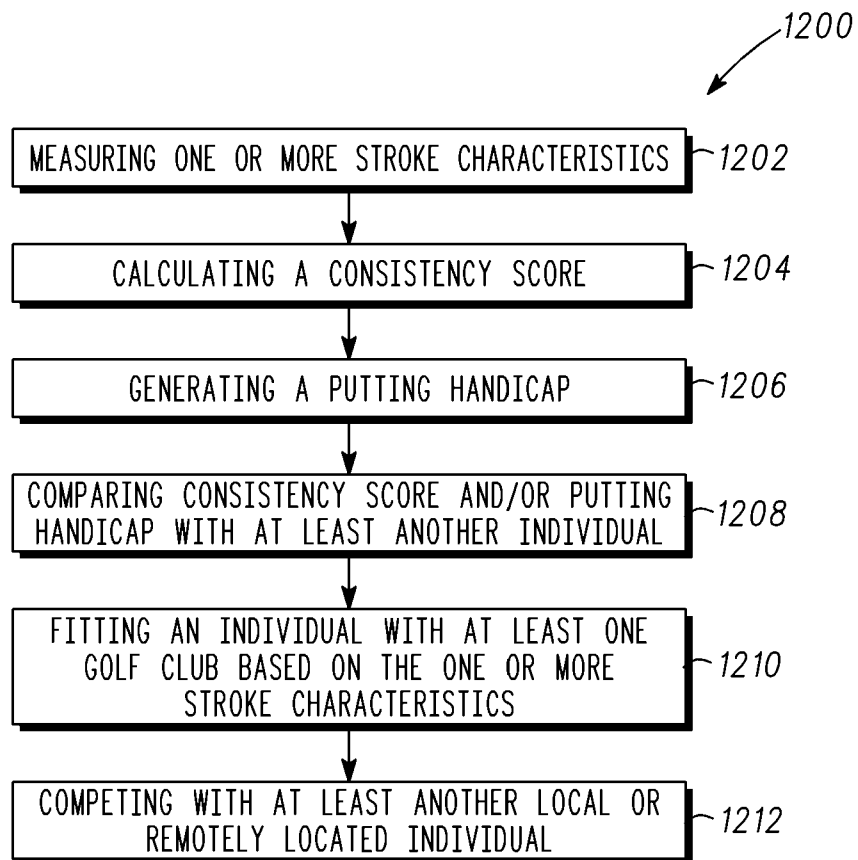 1200
MEASURING ONE OR MORE STROKE CHARACTERISTICS
1202
CALCULATING A CONSISTENCY SCORE
1204
GENERATING A PUTTING HANDICAP
1206
COMPARING CONSISTENCY SCORE AND/OR PUTTING
HANDICAP WITH AT LEAST ANOTHER INDIVIDUAL
1208
FITTING AN INDIVIDUAL WITH AT LEAST ONE
GOLF CLUB BASED ON THE ONE OR MORE
STROKE CHARACTERISTICS
1210
COMPETING WITH AT LEAST ANOTHER LOCAL OR
REMOTELY LOCATED INDIVIDUAL
1212